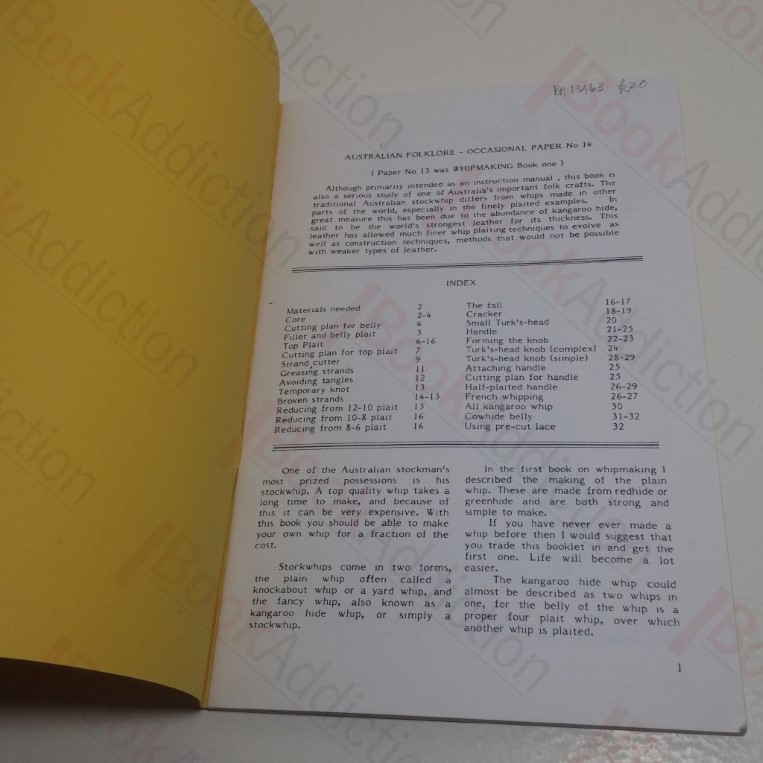 AUSTRALIAN FOLKLORE - OCCASIONAL PAPER No 14
( Paper No 13 was WHIPMAKING Book one )
Although primarily intended as an instruction manual , this book is
also a serious study of one of Australia's important folk crafts. The
traditional Australian stockwhip differs from whips made in other
parts of the world, especially in the finely plaited examples. In
great measure this has been due to the abundance of kangaroo hide,
said to be the world's strongest leather for its thickness. This
leather has allowed much finer whip plaiting techniques to evolve as
well as construction techniques, methods that would not be possible
with weaker types of leather.
INDEX
Materials needed 2
Core 2-4
Cutting plan for belly 4
Filler and belly plait 5
Top Plait 6-16
Cutting plan for top plait 7
Strand cutter 9
Greasing strands 11
Avoiding tangles 12
Temporary knot 13
Broken strands 14-15
Reducing from 12-10 plait 15
Reducing from 10-8 plait 16
Reducing from 8-6 plait 16
The fall 16-17
Cracker 18-19
Small Turk's-head 20
Handle 21-25
Forming the knob 22-23
Turk's-head knob (complex) 24
Turk's-head knob (simple) 28-29
Attaching handle 25
Cutting plan for handle 25
Half-plaited handle 26-29
French whipping 26-27
All kangaroo whip 30
Cowhide belly 31-32
Using pre-cut lace 32
One of the Australian stockman's
most prized possessions is his
stockwhip. A top quality whip takes a
long time to make, and because of
this it can be very expensive. With
this book you should be able to make
your own whip for a fraction of the
cost.
Stockwhips come in two forms,
the plain whip often called a
knockabout whip or a yard whip, and
the fancy whip, also known as a
kangaroo hide whip, or simply a
stockwhip.
In the first book on whipmaking I
described the making of the plain
whip. These are made from redhide or
greenhide and are both strong and
simple to make.
If you have never ever made a
whip before then I would suggest that
you trade this booklet in and get the
first one. Life will become a lot
easier.
The kangaroo hide whip could
almost be described as two whips in
one, for the belly of the whip is a
proper four plait whip, over which
another whip is plaited.
1
BookAddiction